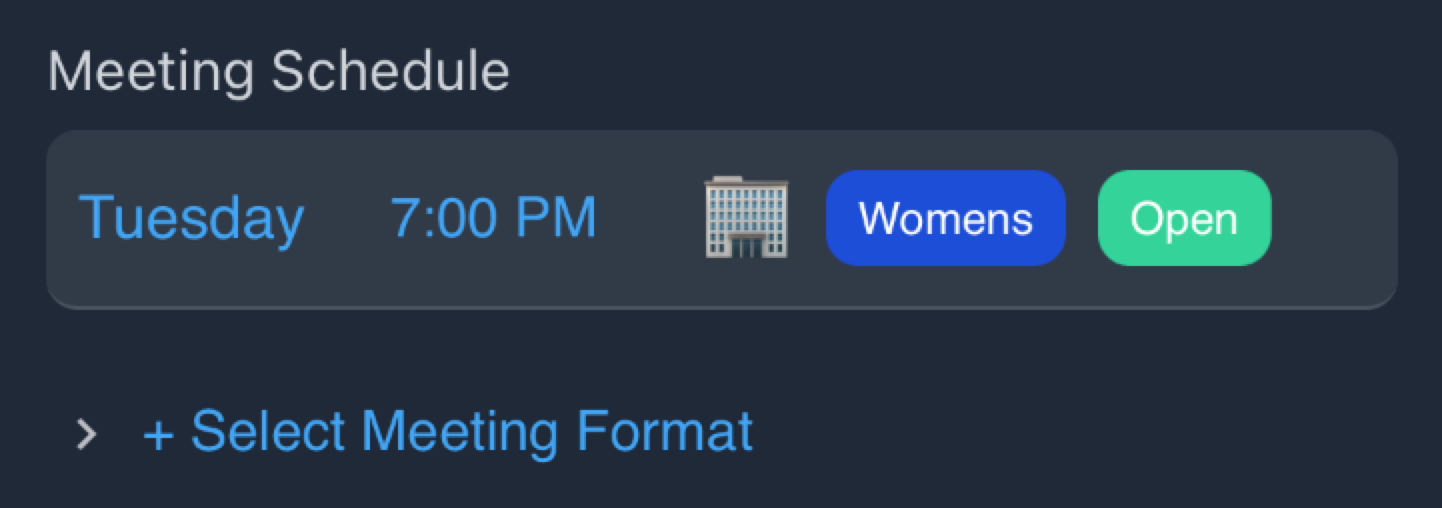 Meeting Schedule
Tuesday 7:00 PM 🏢 Womens Open
+ Select Meeting Format